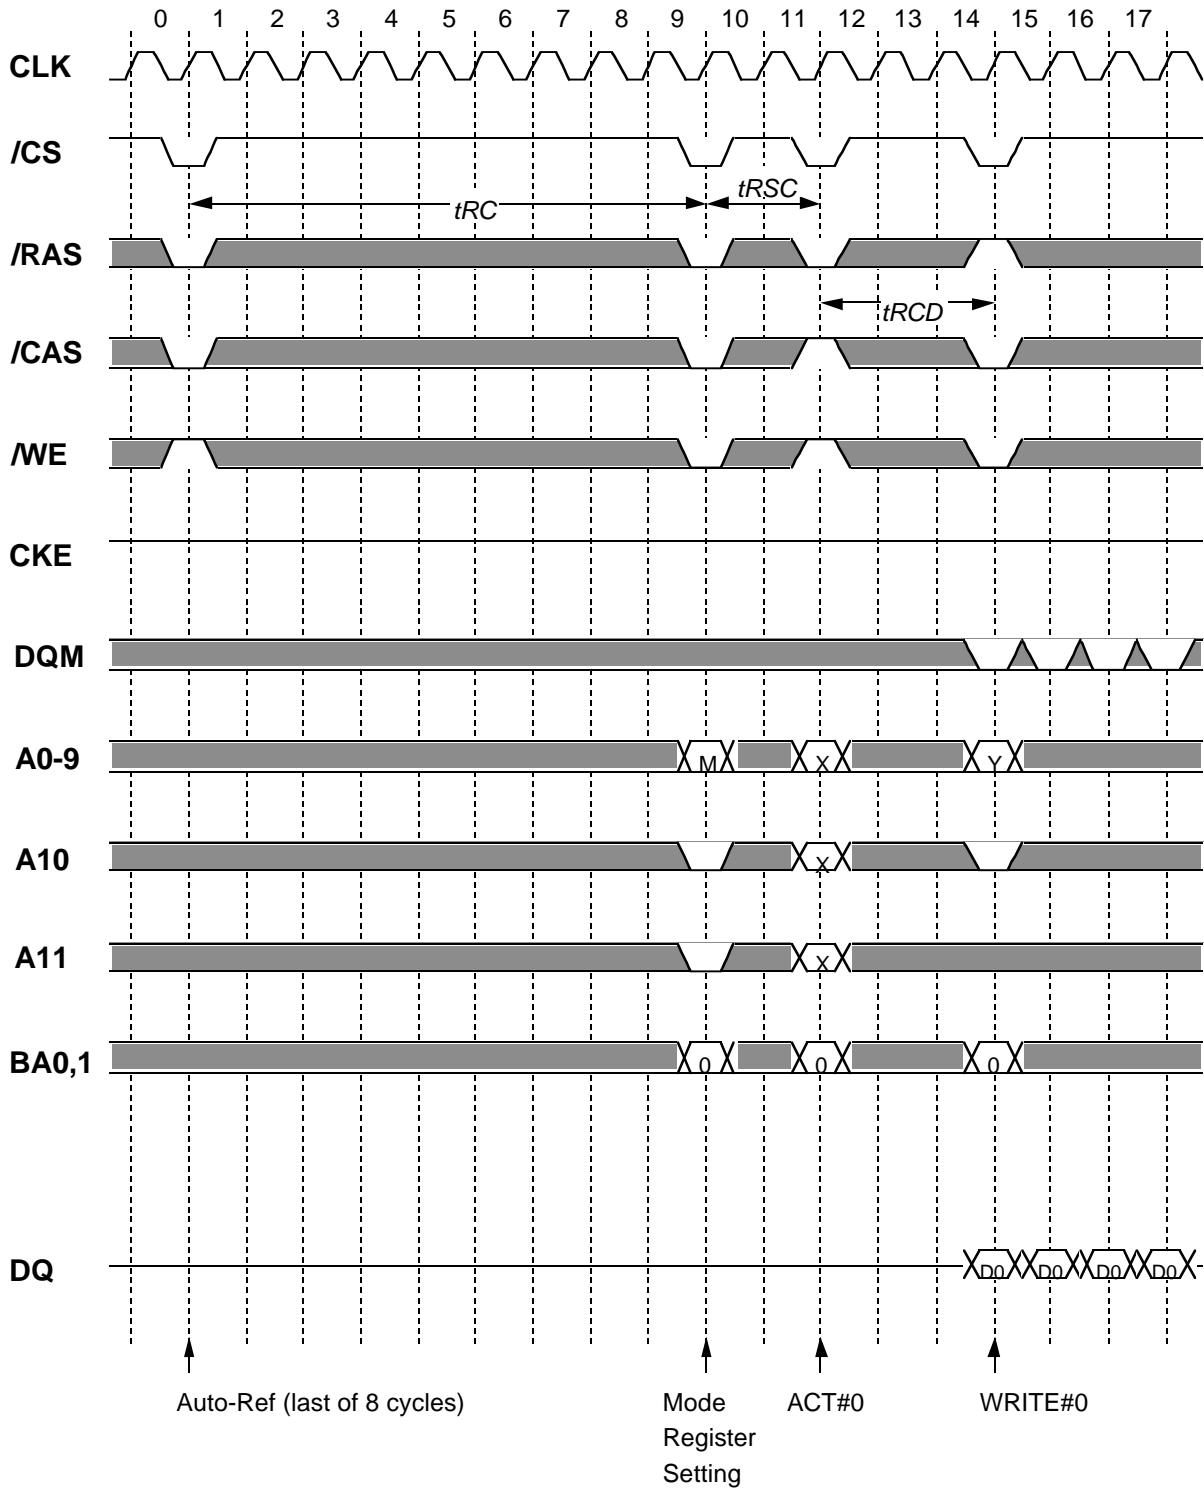 0 1 2 3 4 5 6 7 8 9 10 11 12 13 14 15 16 17
CLK
/CS
tRC
tRSC
/RAS
tRCD
/CAS
/WE
CKE
DQM
A0-9 M X Y
A10 X
A11 X
BA0,1 0 0 0
DQ D0 D0 D0 D0
Auto-Ref (last of 8 cycles)
Mode
Register
Setting
ACT#0
WRITE#0